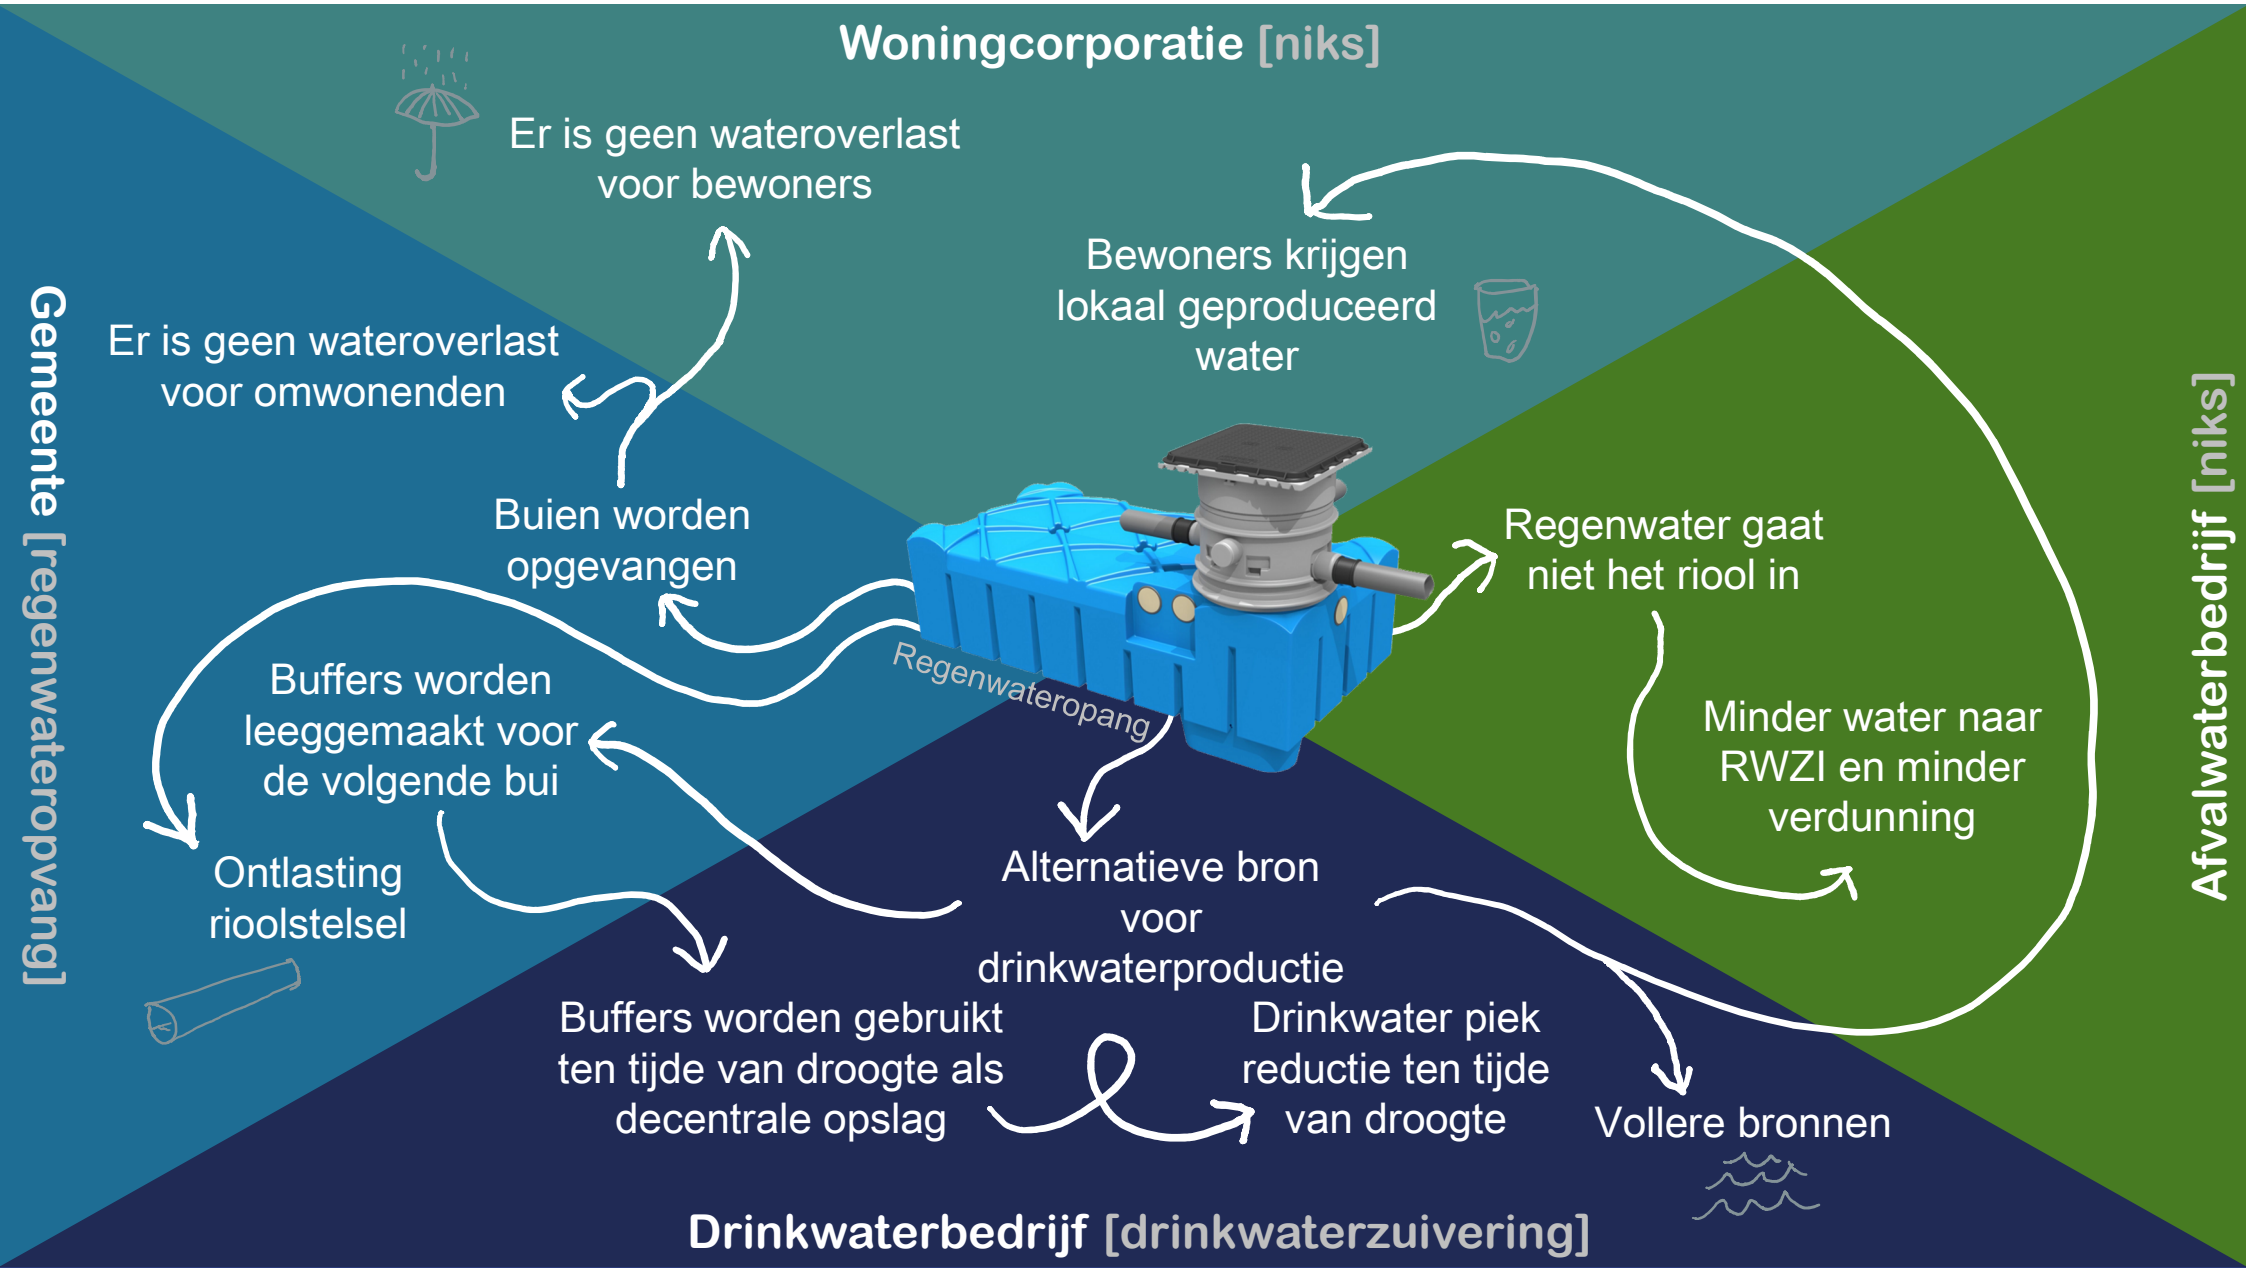 Woningcorporatie [niks]
Er is geen wateroverlast
voor bewoners
Bewoners krijgen
lokaal geproduceerd
water
Gemeente [regenwateropvang]
Er is geen wateroverlast
voor omwonenden
Buien worden
opgevangen
Buffers worden
leeggemaakt voor
de volgende bui
Ontlasting
rioolstelsel
Regenwateropang
Regenwater gaat
niet het riool in
Minder water naar
RWZI en minder
verdunning
Afvalwaterbedrijf [niks]
Alternatieve bron
voor
drinkwaterproductie
Buffers worden gebruikt
ten tijde van droogte als
decentrale opslag
Drinkwater piek
reductie ten tijde
van droogte
Vollere bronnen
Drinkwaterbedrijf [drinkwaterzuivering]